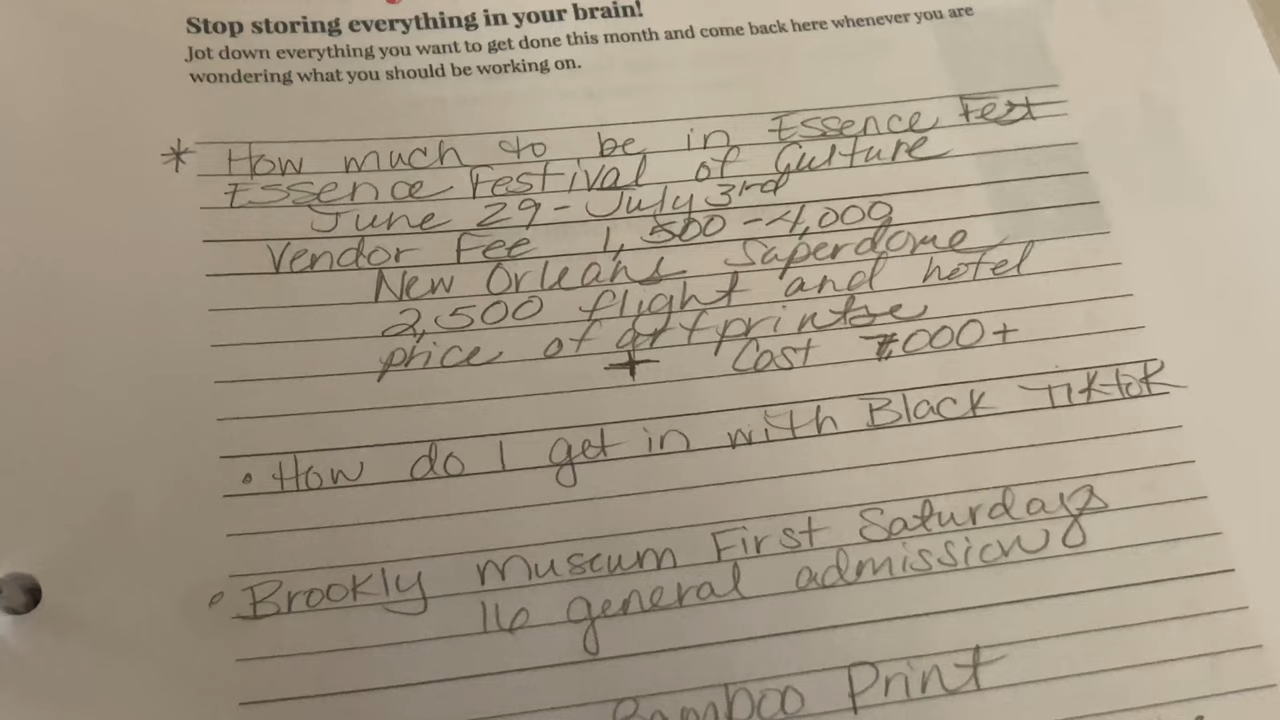 Stop storing everything in your brain!
Jot down everything you want to get done this month and come back here whenever you are
wondering what you should be working on.
* How much to be in Essence Fest
Essence Festival of Culture
June 29 - July 3rd
Vendor Fee 1,500 - 4,000
New Orleans Superdome
2,500 flight and hotel
price of art prints
+ Cost 7000+
• How do I get in with Black TikTok
• Brookly Museum First Saturdays
16 general admission
Bamboo Print